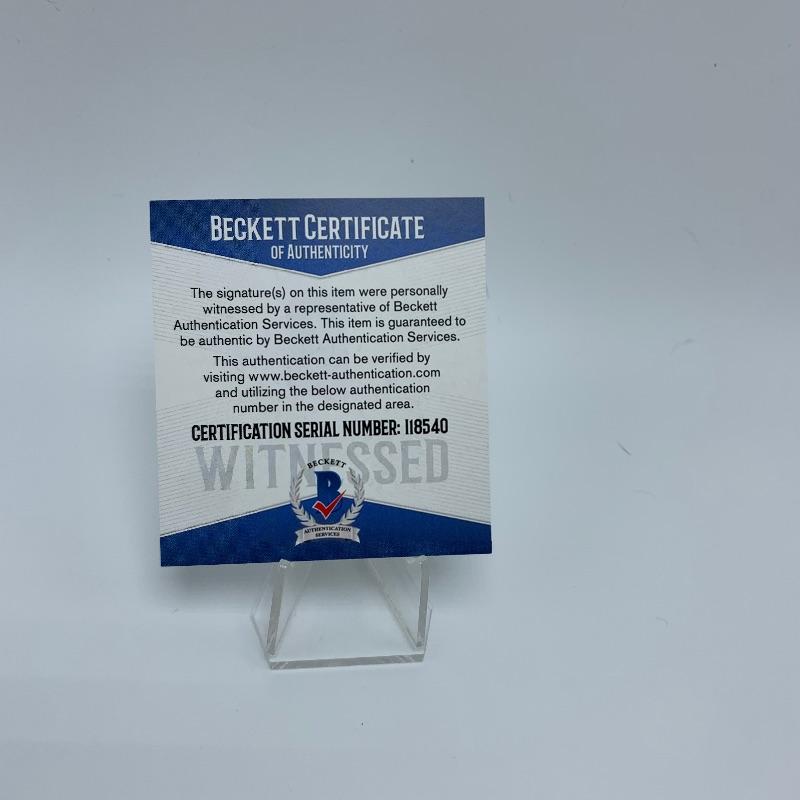 BECKETT CERTIFICATE
OF AUTHENTICITY
The signature(s) on this item were personally
witnessed by a representative of Beckett
Authentication Services. This item is guaranteed to
be authentic by Beckett Authentication Services.
This authentication can be verified by
visiting www.beckett-authentication.com
and utilizing the below authentication
number in the designated area.
CERTIFICATION SERIAL NUMBER: 118540
WITNESSED
BECKETT
B
AUTHENTICATION
SERVICES